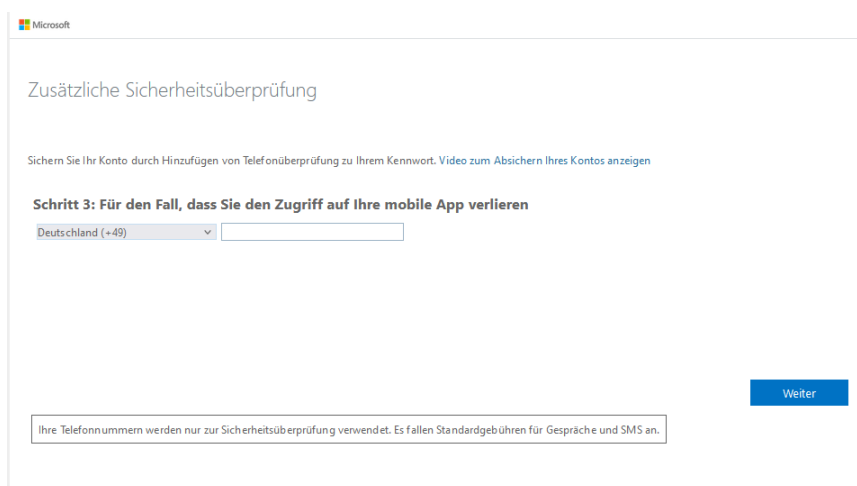 Microsoft
Zusätzliche Sicherheitsüberprüfung
Sichern Sie Ihr Konto durch Hinzufügen von Telefonüberprüfung zu Ihrem Kennwort. Video zum Absichern Ihres Kontos anzeigen
Schritt 3: Für den Fall, dass Sie den Zugriff auf Ihre mobile App verlieren
Deutschland (+49)
Weiter
Ihre Telefonnummern werden nur zur Sicherheitsüberprüfung verwendet. Es fallen Standardgebühren für Gespräche und SMS an.